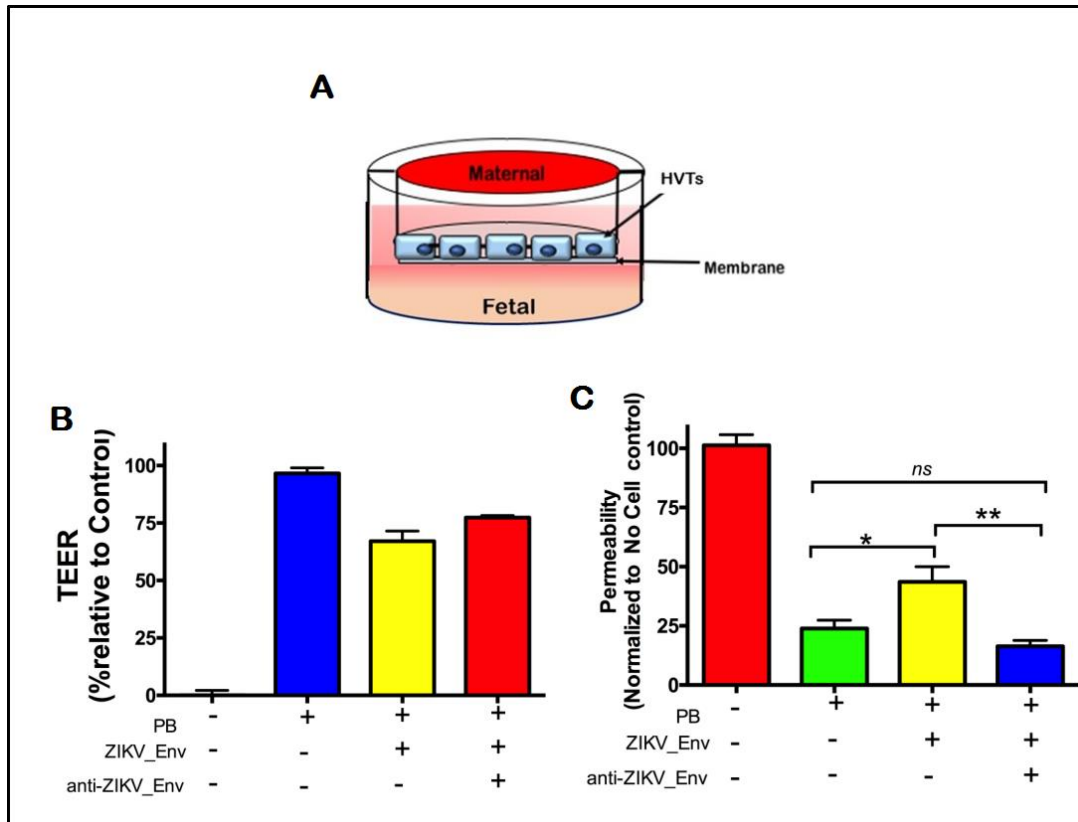 A
Maternal
HVTs
Membrane
Fetal
B
TEER
(%relative to Control)
100
75
50
25
0
PB - + + +
ZIKV_Env - - + +
anti-ZIKV_Env - - - +
C
Permeability
(Normalized to No Cell control)
100
75
50
25
0
ns
*
**
PB - + + +
ZIKV_Env - - + +
anti-ZIKV_Env - - - +